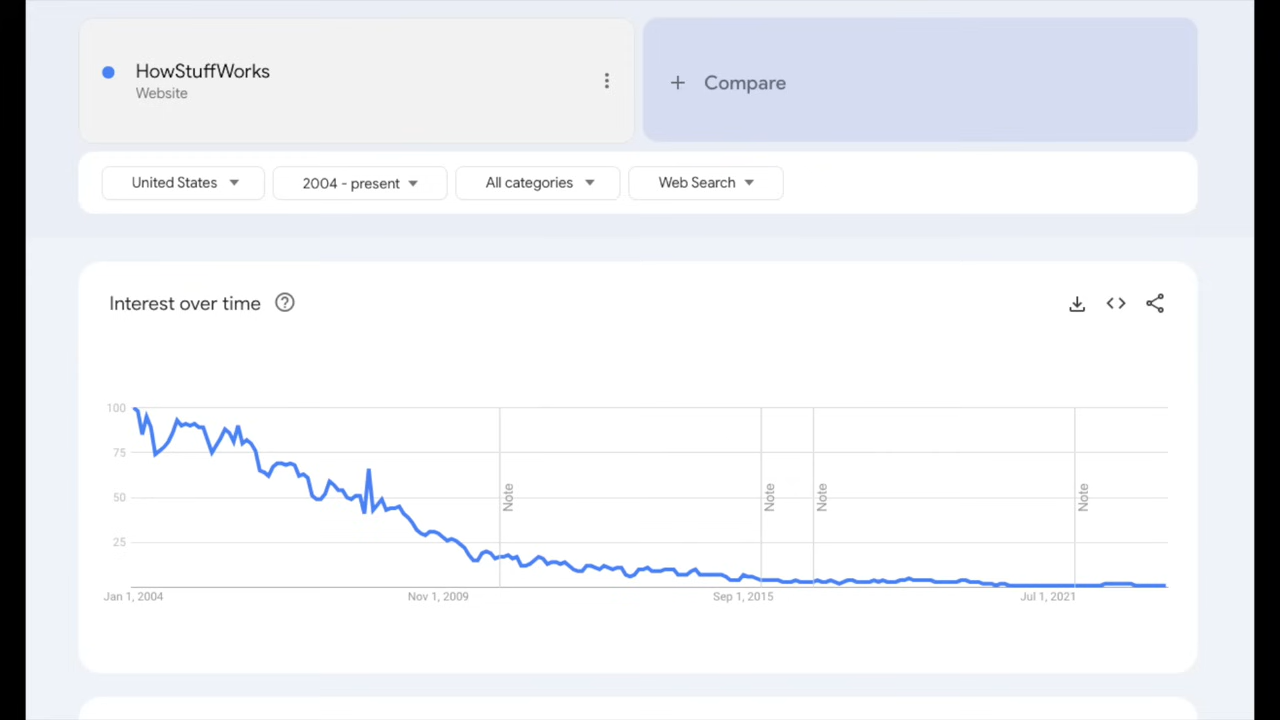 HowStuffWorks
Website
+ Compare
United States
2004 - present
All categories
Web Search
Interest over time
100
75
50
25
Note
Note
Note
Note
Jan 1, 2004
Nov 1, 2009
Sep 1, 2015
Jul 1, 2021